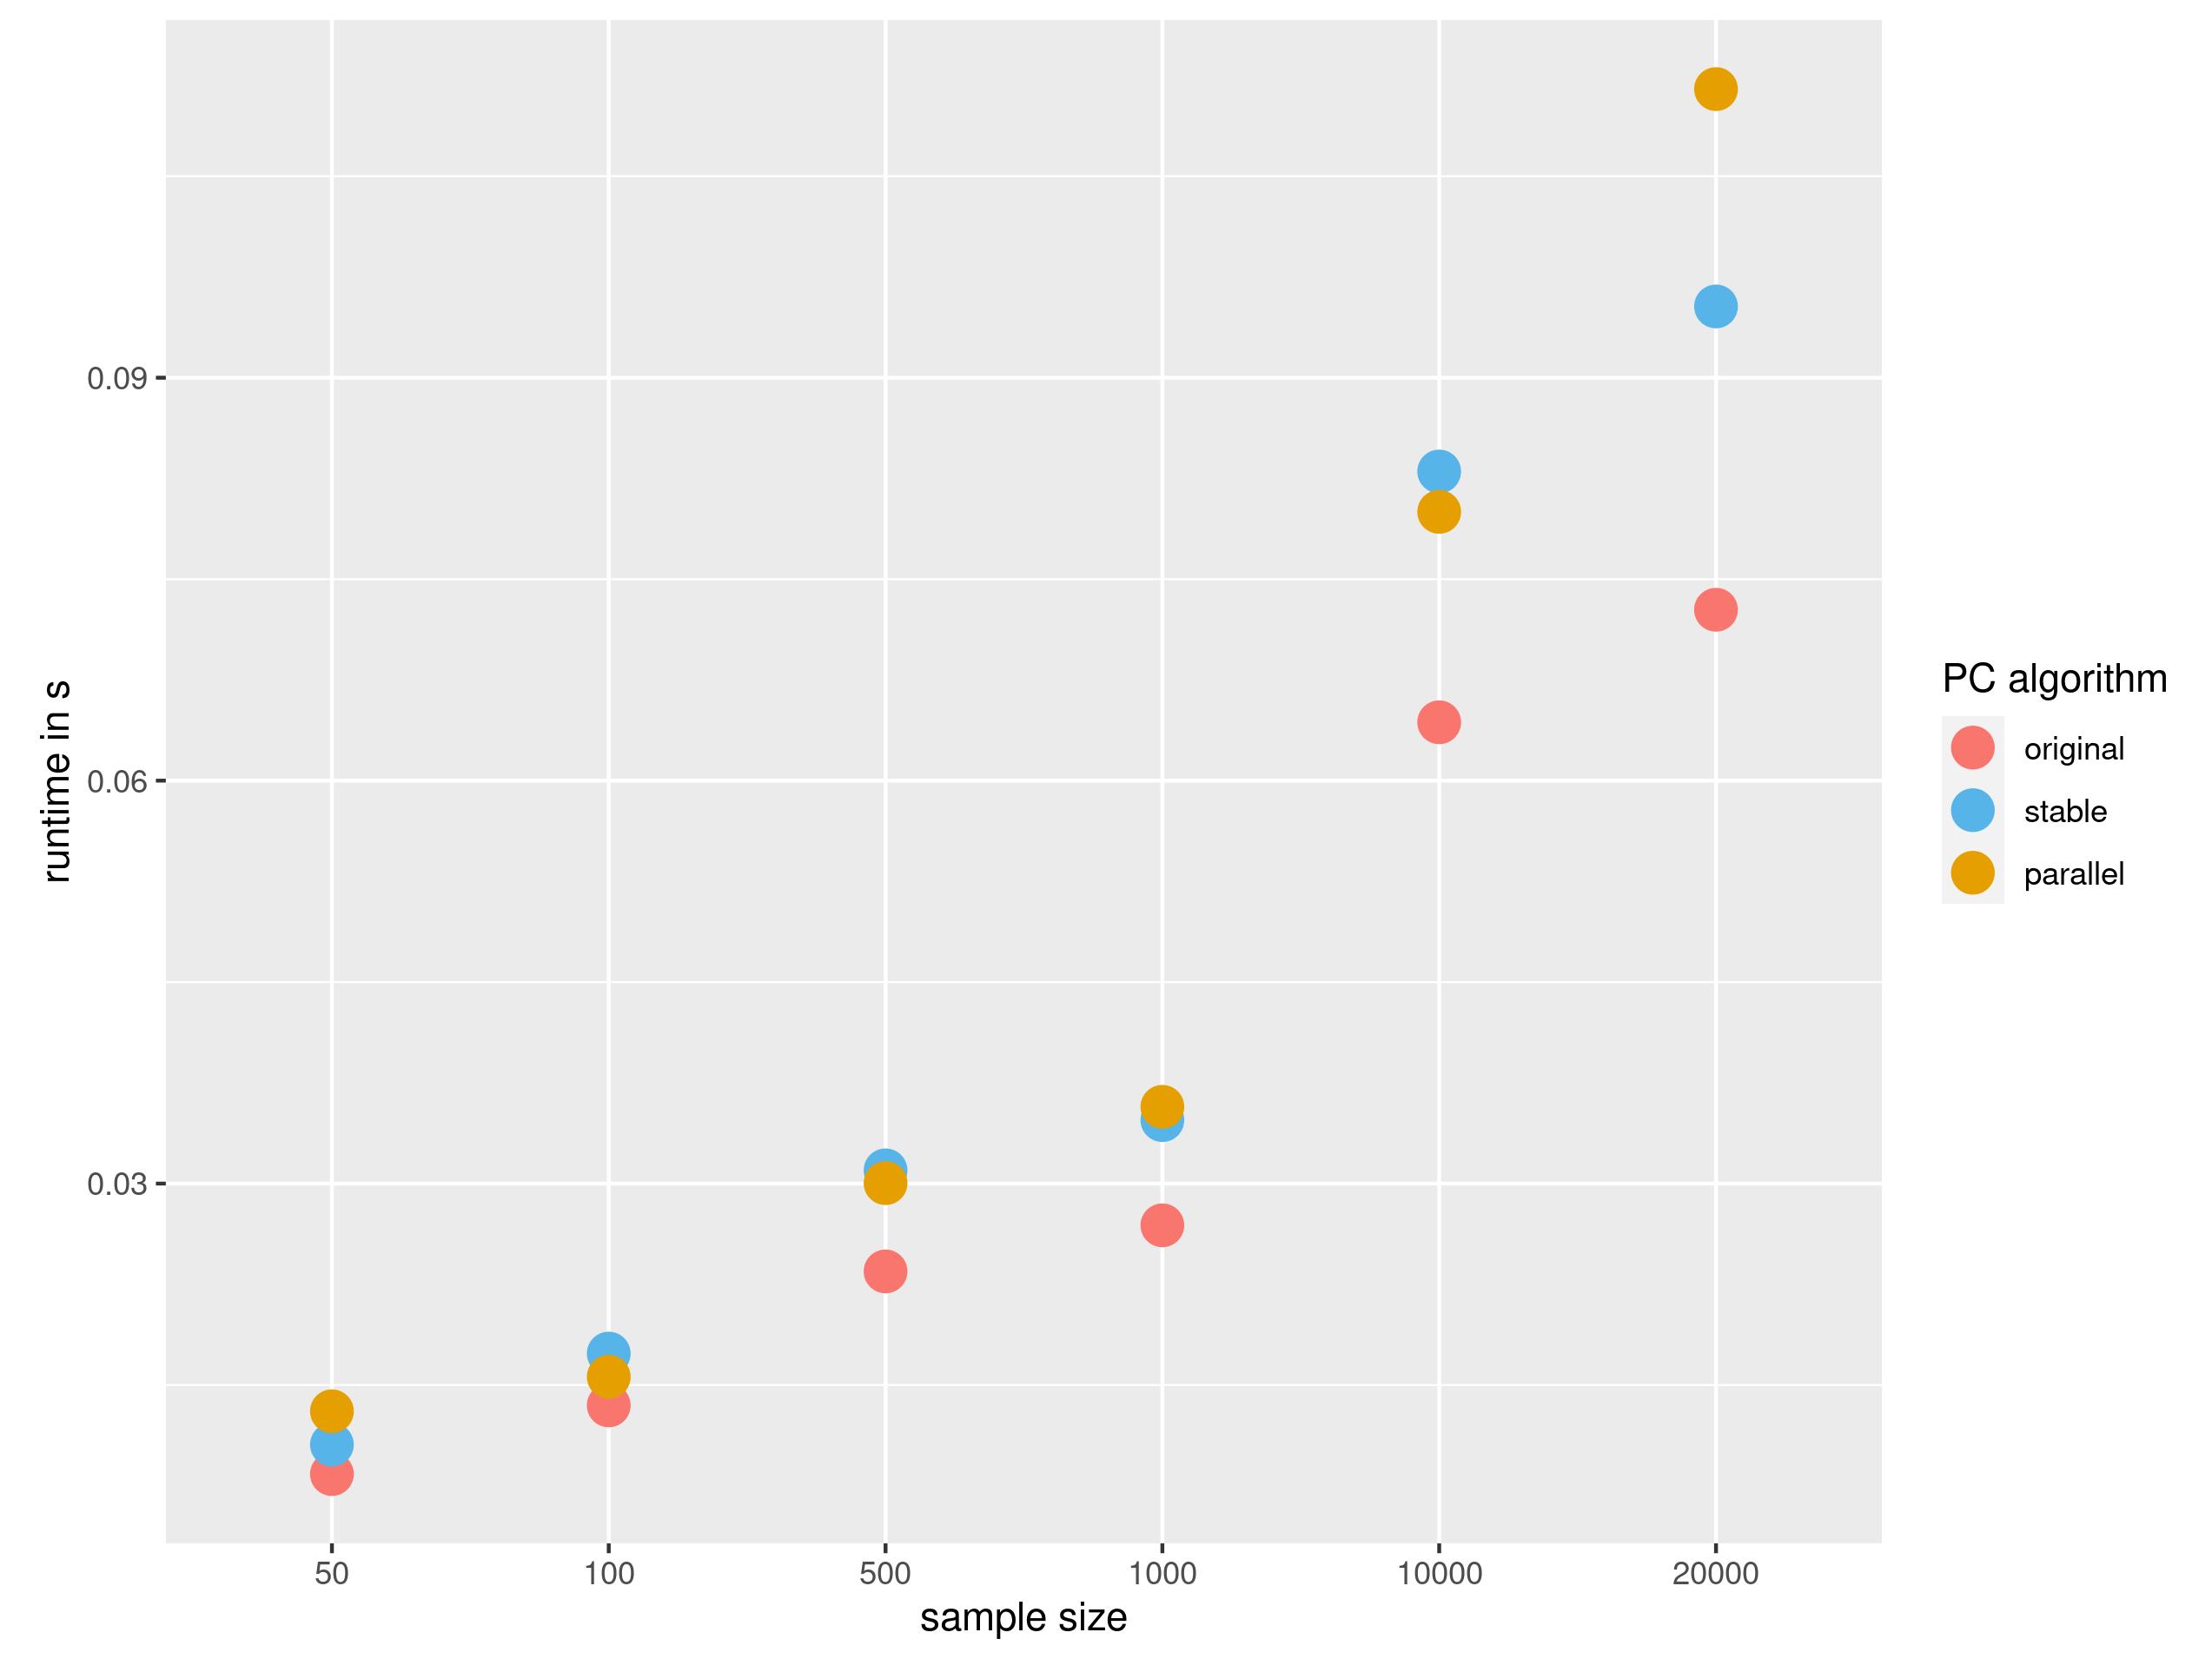 runtime in s
0.09
0.06
0.03
50 100 500 1000 10000 20000
sample size
PC algorithm
original
stable
parallel